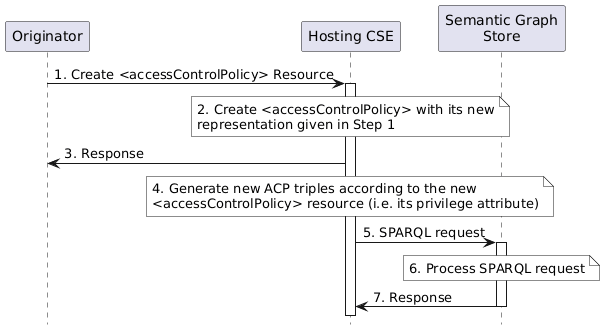 Originator
Hosting CSE
Semantic Graph
Store
1. Create <accessControlPolicy> Resource
2. Create <accessControlPolicy> with its new
representation given in Step 1
3. Response
4. Generate new ACP triples according to the new
<accessControlPolicy> resource (i.e. its privilege attribute)
5. SPARQL request
6. Process SPARQL request
7. Response